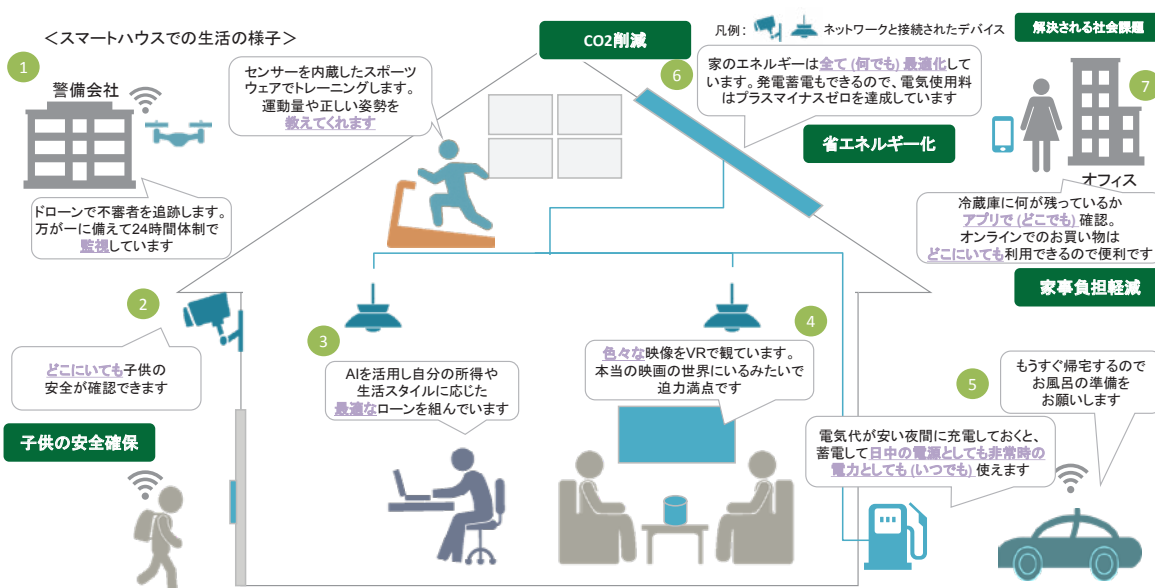 ＜スマートハウスでの生活の様子＞
CO2削減
凡例：
ネットワークと接続されたデバイス
解決される社会課題
1
警備会社
ドローンで不審者を追跡します。
万が一に備えて24時間体制で
監視しています
センサーを内蔵したスポーツ
ウェアでトレーニングします。
運動量や正しい姿勢を
教えてくれます
6
家のエネルギーは全て (何でも) 最適化して
います。発電蓄電もできるので、電気使用料
はプラスマイナスゼロを達成しています
省エネルギー化
7
オフィス
冷蔵庫に何が残っているか
アプリで (どこでも) 確認。
オンラインでのお買い物は
どこにいても利用できるので便利です
家事負担軽減
2
どこにいても子供の
安全が確認できます
子供の安全確保
3
AIを活用し自分の所得や
生活スタイルに応じた
最適なローンを組んでいます
4
色々な映像をVRで観ています。
本当の映画の世界にいるみたいで
迫力満点です
5
もうすぐ帰宅するので
お風呂の準備を
お願いします
電気代が安い夜間に充電しておくと、
蓄電して日中の電源としても非常時の
電力としても (いつでも) 使えます